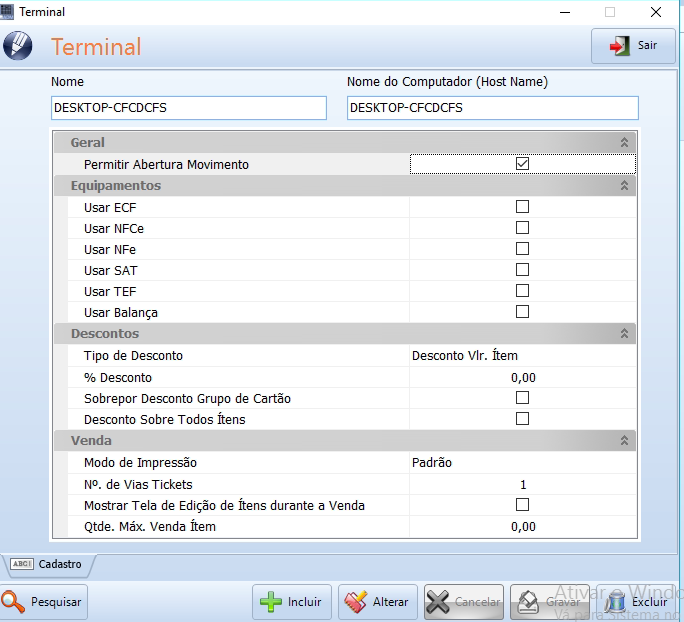 Terminal
Terminal
Sair
Nome Nome do Computador (Host Name)
DESKTOP-CFCDCFS DESKTOP-CFCDCFS
Geral
Permitir Abertura Movimento
Equipamentos
Usar ECF
Usar NFCe
Usar NFe
Usar SAT
Usar TEF
Usar Balança
Descontos
Tipo de Desconto Desconto Vlr. Ítem
% Desconto 0,00
Sobrepor Desconto Grupo de Cartão
Desconto Sobre Todos Ítens
Venda
Modo de Impressão Padrão
Nº. de Vias Tickets 1
Mostrar Tela de Edição de Ítens durante a Venda
Qtde. Máx. Venda Ítem 0,00
ABC Cadastro
Ativar o Windo
Pesquisar Incluir Alterar Cancelar Gravar Excluir
Vá para Sistema no